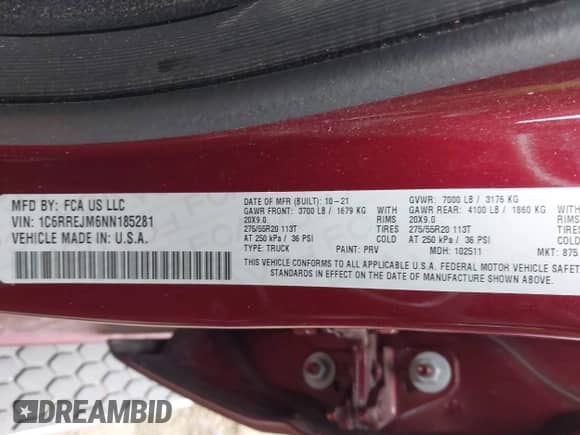 MFD BY: FCA US LLC
VIN: 1C6RREJM6NN185281
VEHICLE MADE IN: U.S.A.
DATE OF MFR (BUILT): 10-21
GAWR FRONT: 3700 LB / 1679 KG WITH
20X9.0 RIMS
275/55R20 113T TIRES
AT 250 kPa / 36 PSI COLD
TYPE: TRUCK PAINT: PRV
GVWR: 7000 LB / 3176 KG
GAWR REAR: 4100 LB / 1860 KG WITH
20X9.0 RIMS
275/55R20 113T TIRES
AT 250 kPa / 36 PSI COLD
MDH: 102511 MKT: 875
THIS VEHICLE CONFORMS TO ALL APPLICABLE U.S.A. FEDERAL MOTOR VEHICLE SAFET
STANDARDS IN EFFECT ON THE DATE OF MANUFACTURE SHOWN ABOVE.
DREAMBID